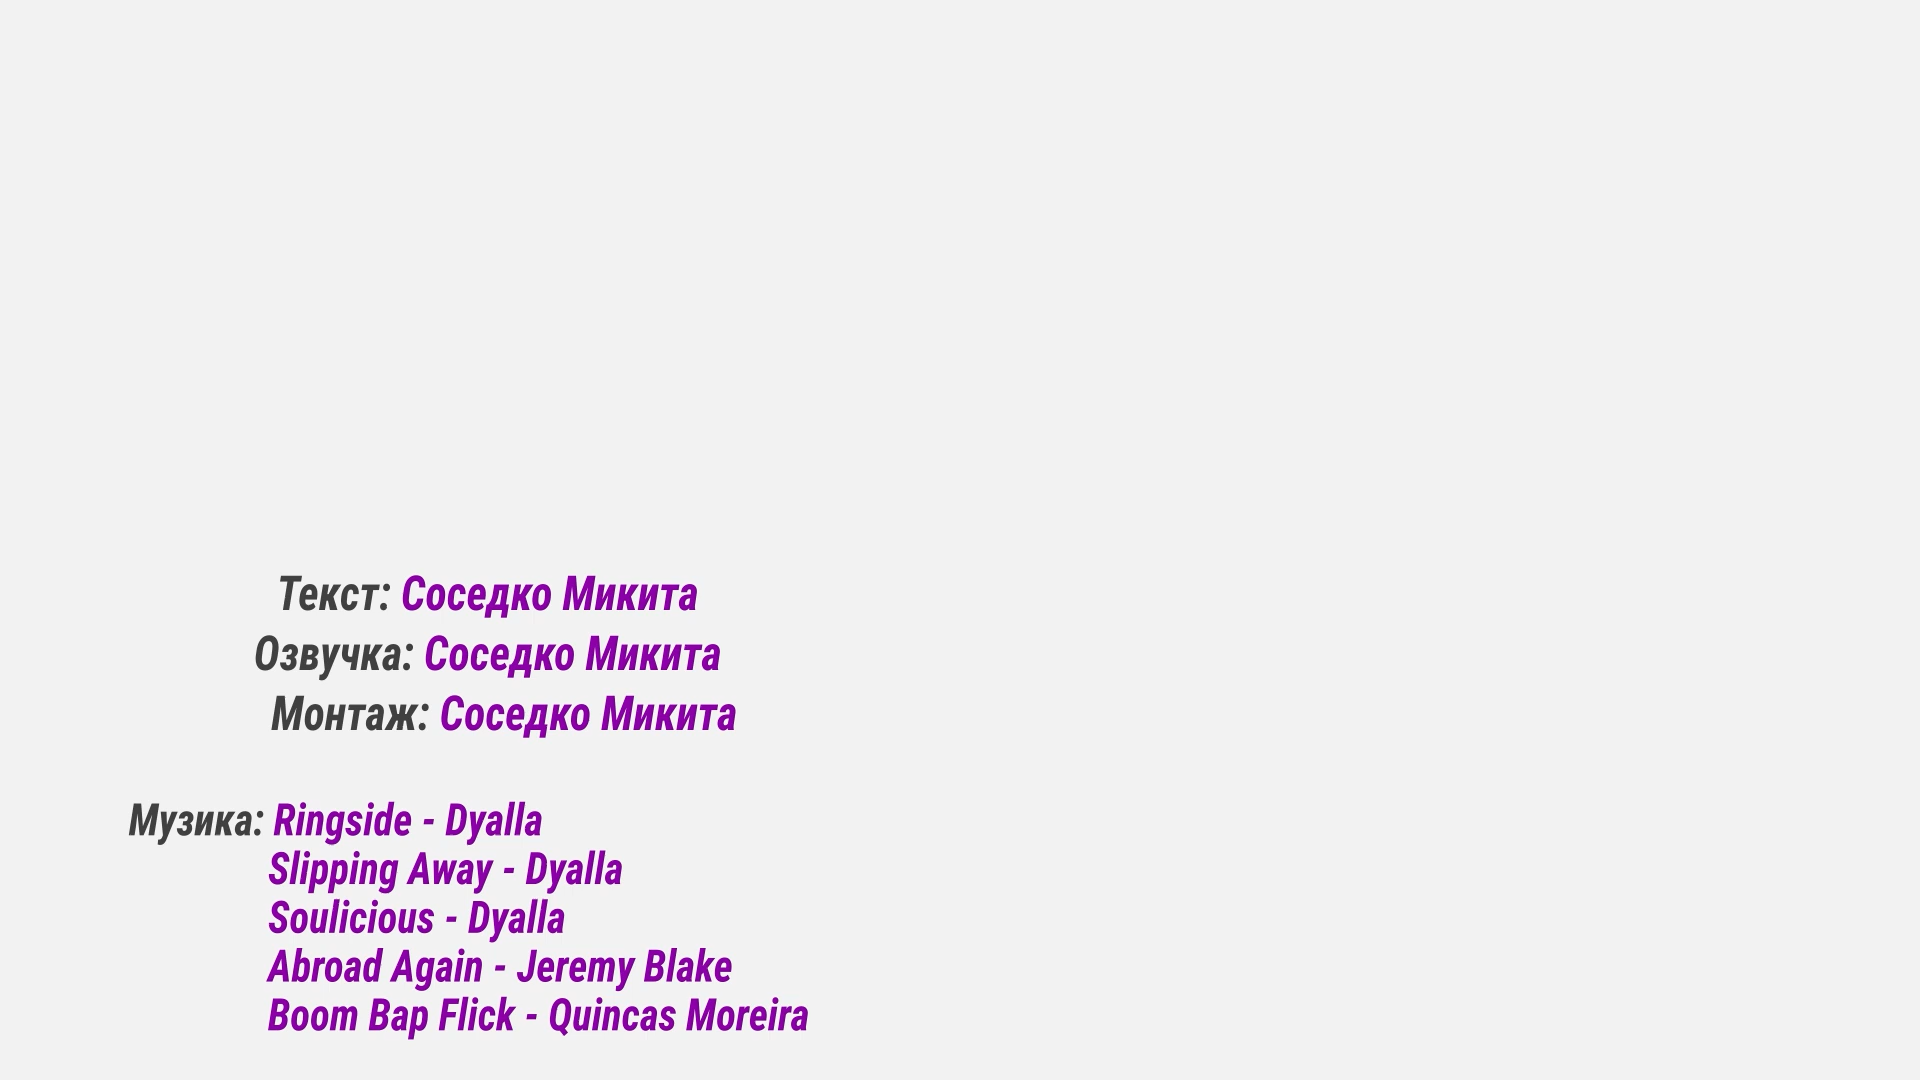 Текст: Соседко Микита
Озвучка: Соседко Микита
Монтаж: Соседко Микита
Музика: Ringside - Dyalla
Slipping Away - Dyalla
Soulicious - Dyalla
Abroad Again - Jeremy Blake
Boom Bap Flick - Quincas Moreira